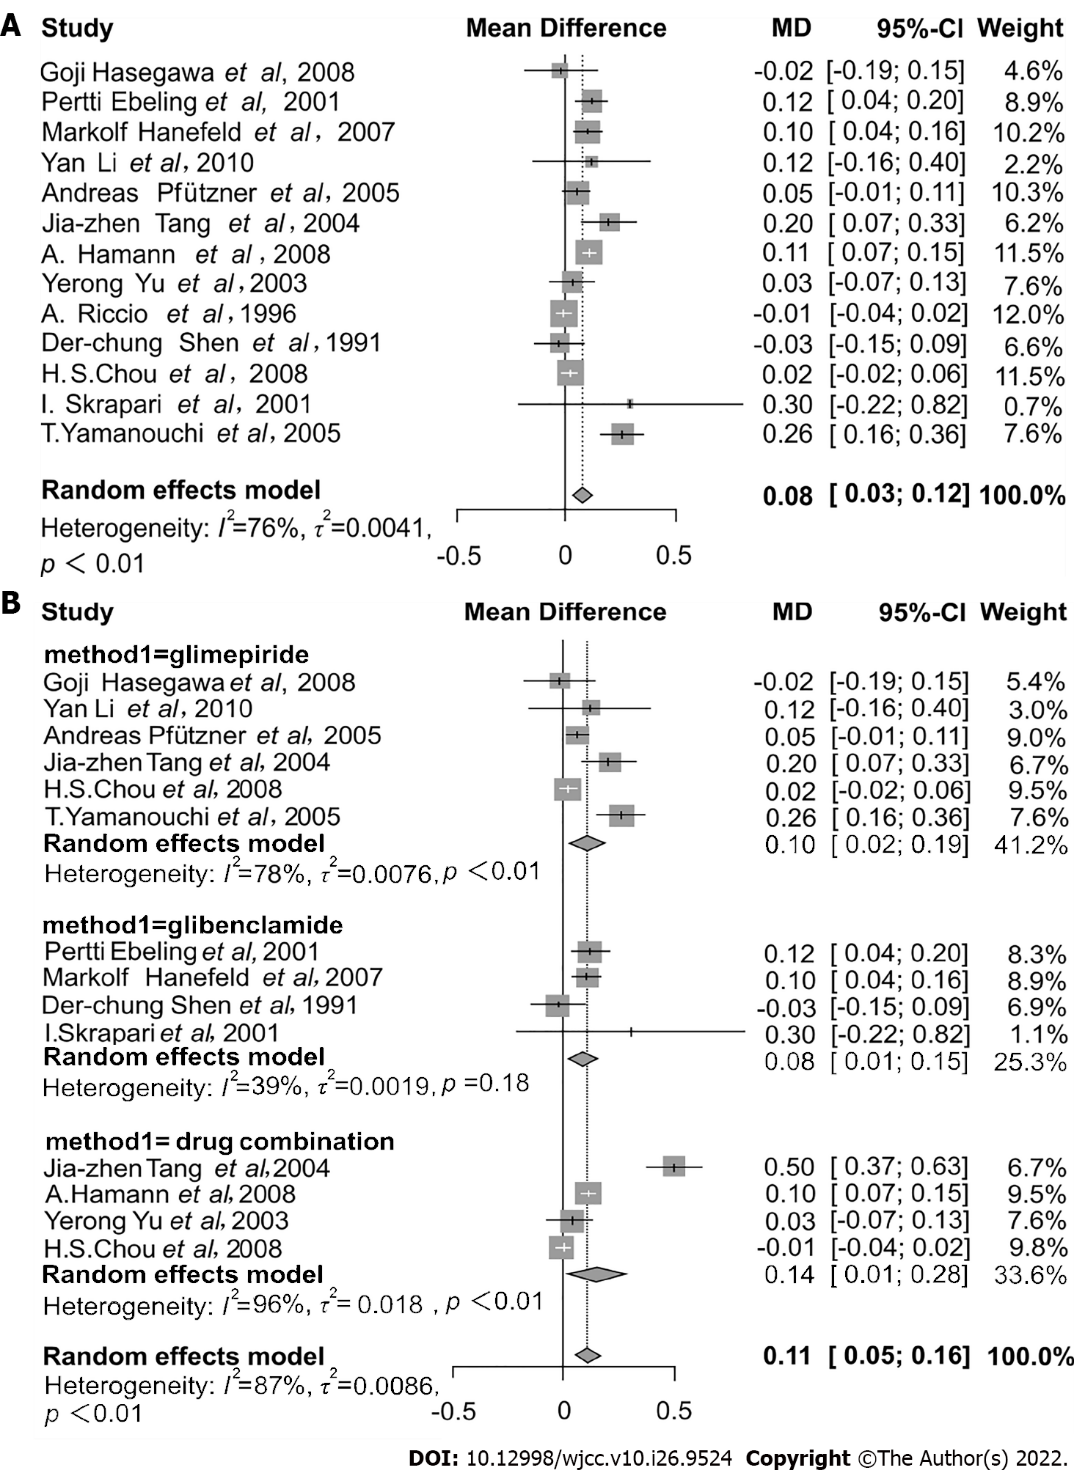 A Study Mean Difference MD 95%-CI Weight
Goji Hasegawa et al, 2008 -0.02 [-0.19; 0.15] 4.6%
Pertti Ebeling et al, 2001 0.12 [ 0.04; 0.20] 8.9%
Markolf Hanefeld et al, 2007 0.10 [ 0.04; 0.16] 10.2%
Yan Li et al, 2010 0.12 [-0.16; 0.40] 2.2%
Andreas Pfützner et al, 2005 0.05 [-0.01; 0.11] 10.3%
Jia-zhen Tang et al, 2004 0.20 [ 0.07; 0.33] 6.2%
A. Hamann et al, 2008 0.11 [ 0.07; 0.15] 11.5%
Yerong Yu et al, 2003 0.03 [-0.07; 0.13] 7.6%
A. Riccio et al, 1996 -0.01 [-0.04; 0.02] 12.0%
Der-chung Shen et al, 1991 -0.03 [-0.15; 0.09] 6.6%
H.S.Chou et al, 2008 0.02 [-0.02; 0.06] 11.5%
I. Skrapari et al, 2001 0.30 [-0.22; 0.82] 0.7%
T.Yamanouchi et al, 2005 0.26 [ 0.16; 0.36] 7.6%
Random effects model 0.08 [ 0.03; 0.12] 100.0%
Heterogeneity: I²=76%, τ²=0.0041,
p < 0.01
-0.5 0 0.5
B Study Mean Difference MD 95%-CI Weight
method1=glimepiride
Goji Hasegawa et al, 2008 -0.02 [-0.19; 0.15] 5.4%
Yan Li et al, 2010 0.12 [-0.16; 0.40] 3.0%
Andreas Pfützner et al, 2005 0.05 [-0.01; 0.11] 9.0%
Jia-zhen Tang et al, 2004 0.20 [ 0.07; 0.33] 6.7%
H.S.Chou et al, 2008 0.02 [-0.02; 0.06] 9.5%
T.Yamanouchi et al, 2005 0.26 [ 0.16; 0.36] 7.6%
Random effects model 0.10 [ 0.02; 0.19] 41.2%
Heterogeneity: I²=78%, τ²=0.0076, p <0.01
method1=glibenclamide
Pertti Ebeling et al, 2001 0.12 [ 0.04; 0.20] 8.3%
Markolf Hanefeld et al, 2007 0.10 [ 0.04; 0.16] 8.9%
Der-chung Shen et al, 1991 -0.03 [-0.15; 0.09] 6.9%
I.Skrapari et al, 2001 0.30 [-0.22; 0.82] 1.1%
Random effects model 0.08 [ 0.01; 0.15] 25.3%
Heterogeneity: I²=39%, τ²=0.0019, p =0.18
method1= drug combination
Jia-zhen Tang et al,2004 0.50 [ 0.37; 0.63] 6.7%
A.Hamann et al, 2008 0.10 [ 0.07; 0.15] 9.5%
Yerong Yu et al, 2003 0.03 [-0.07; 0.13] 7.6%
H.S.Chou et al, 2008 -0.01 [-0.04; 0.02] 9.8%
Random effects model 0.14 [ 0.01; 0.28] 33.6%
Heterogeneity: I²=96%, τ²= 0.018 , p <0.01
Random effects model 0.11 [ 0.05; 0.16] 100.0%
Heterogeneity: I²=87%, τ²=0.0086,
p <0.01
-0.5 0 0.5
DOI: 10.12998/wjcc.v10.i26.9524 Copyright ©The Author(s) 2022.